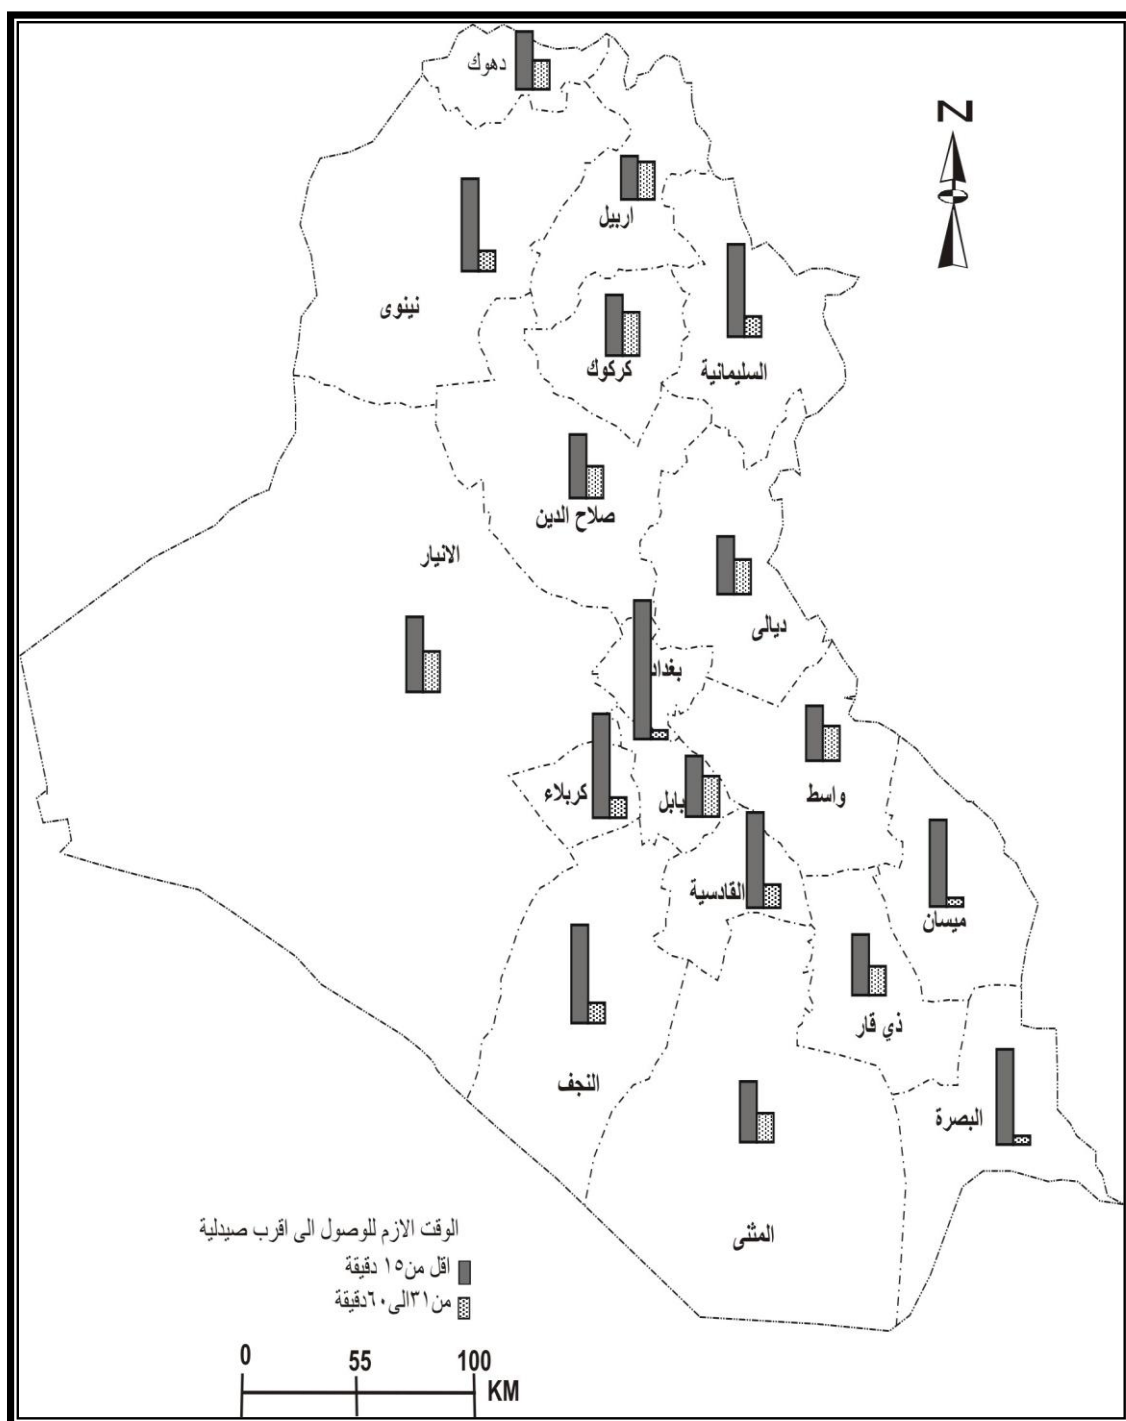 دهوك
N
اربيل
نينوى
كركوك
السليمانية
صلاح الدين
الانبار
ديالى
بغداد
كربلاء
بابل
واسط
القادسية
ميسان
ذي قار
النجف
البصرة
المثنى
الوقت الازم للوصول الى اقرب صيدلية
اقل من١٥ دقيقة
من٣١الى٦٠دقيقة
0 55 100
KM